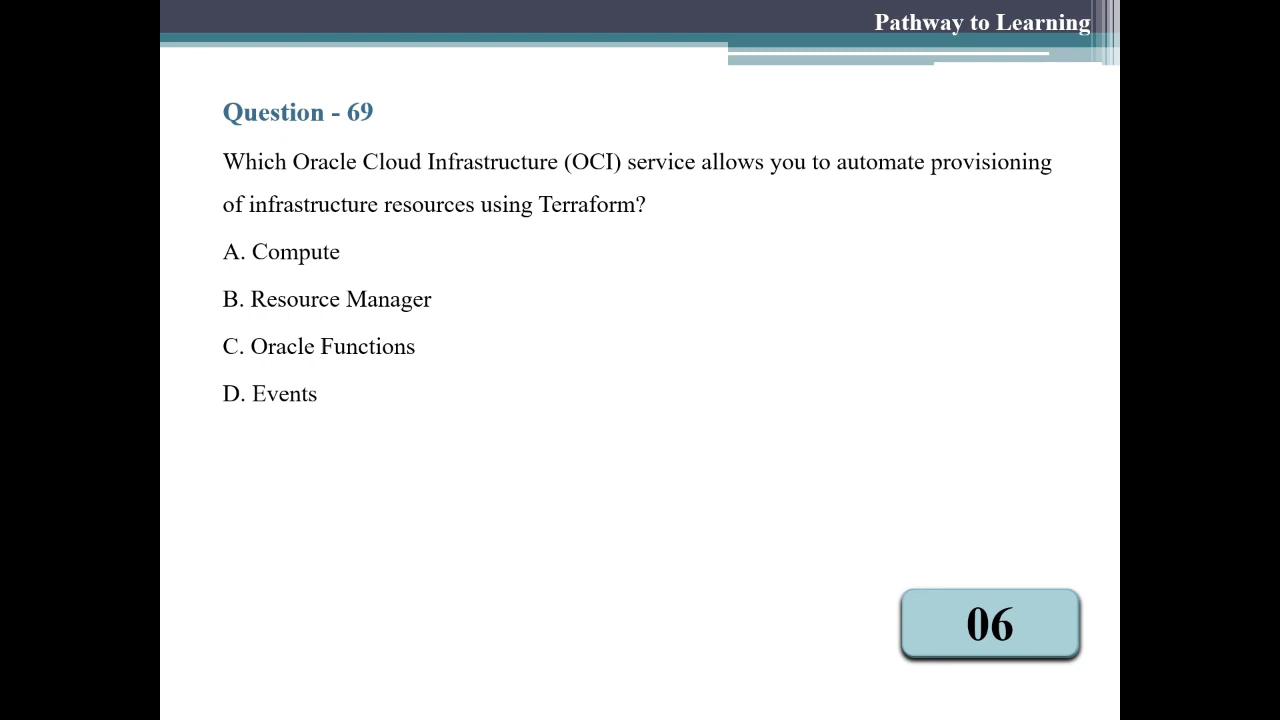 Pathway to Learning
Question - 69
Which Oracle Cloud Infrastructure (OCI) service allows you to automate provisioning
of infrastructure resources using Terraform?
A. Compute
B. Resource Manager
C. Oracle Functions
D. Events
06